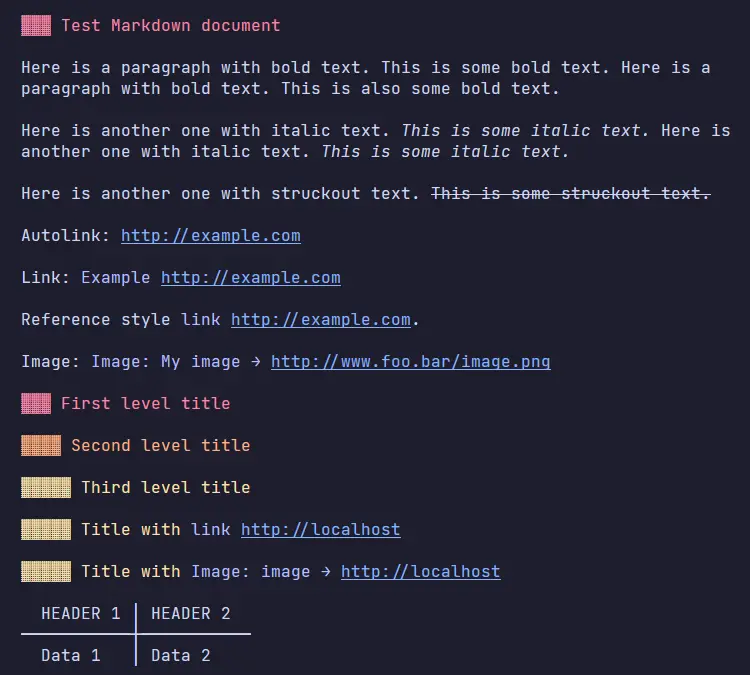 Test Markdown document
Here is a paragraph with bold text. This is some bold text. Here is a
paragraph with bold text. This is also some bold text.
Here is another one with italic text. This is some italic text. Here is
another one with italic text. This is some italic text.
Here is another one with struckout text. This is some struckout text.
Autolink: http://example.com
Link: Example http://example.com
Reference style link http://example.com.
Image: Image: My image → http://www.foo.bar/image.png
First level title
Second level title
Third level title
Title with link http://localhost
Title with Image: image → http://localhost
HEADER 1 HEADER 2
Data 1 Data 2